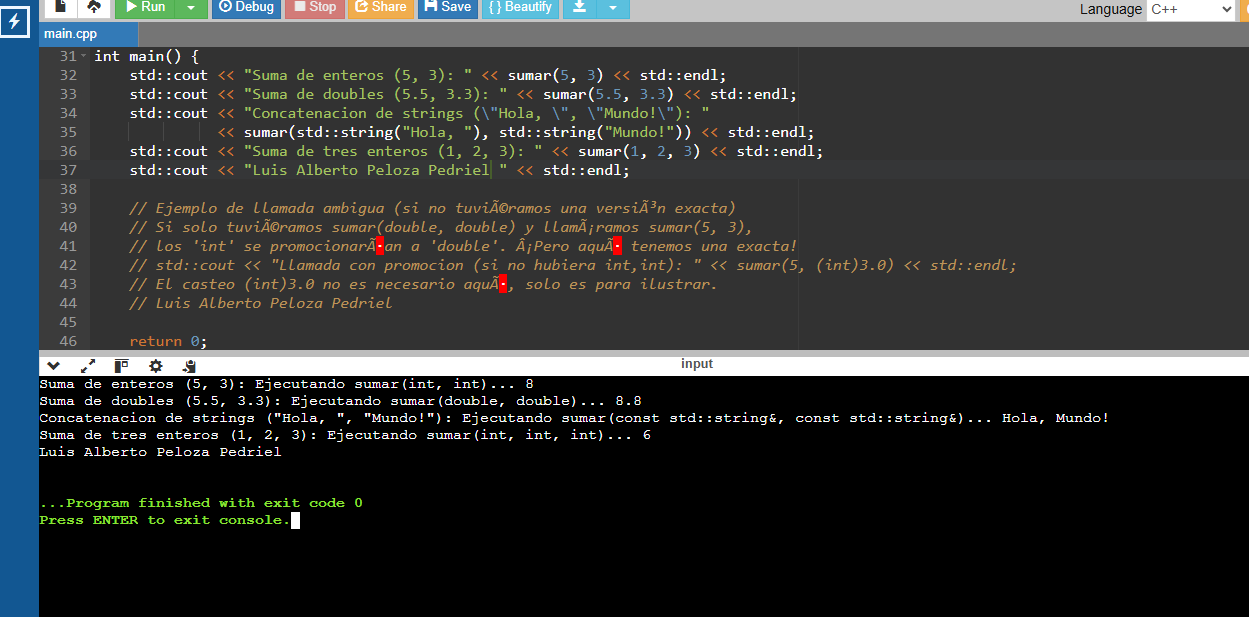 Run Debug Stop Share Save { } Beautify Language C++
main.cpp
31 int main() {
32 std::cout << "Suma de enteros (5, 3): " << sumar(5, 3) << std::endl;
33 std::cout << "Suma de doubles (5.5, 3.3): " << sumar(5.5, 3.3) << std::endl;
34 std::cout << "Concatenacion de strings (\"Hola, \", \"Mundo!\"): "
35 << sumar(std::string("Hola, "), std::string("Mundo!")) << std::endl;
36 std::cout << "Suma de tres enteros (1, 2, 3): " << sumar(1, 2, 3) << std::endl;
37 std::cout << "Luis Alberto Peloza Pedriel " << std::endl;
38
39 // Ejemplo de llamada ambigua (si no tuviÃ©ramos una versiÃ³n exacta)
40 // Si solo tuviÃ©ramos sumar(double, double) y llamÃ¡ramos sumar(5, 3),
41 // los 'int' se promocionarÃ·an a 'double'. Â¡Pero aquÃ· tenemos una exacta!
42 // std::cout << "Llamada con promocion (si no hubiera int,int): " << sumar(5, (int)3.0) << std::endl;
43 // El casteo (int)3.0 no es necesario aquÃ·, solo es para ilustrar.
44 // Luis Alberto Peloza Pedriel
45
46 return 0;
input
Suma de enteros (5, 3): Ejecutando sumar(int, int)... 8
Suma de doubles (5.5, 3.3): Ejecutando sumar(double, double)... 8.8
Concatenacion de strings ("Hola, ", "Mundo!"): Ejecutando sumar(const std::string&, const std::string&)... Hola, Mundo!
Suma de tres enteros (1, 2, 3): Ejecutando sumar(int, int, int)... 6
Luis Alberto Peloza Pedriel
...Program finished with exit code 0
Press ENTER to exit console.